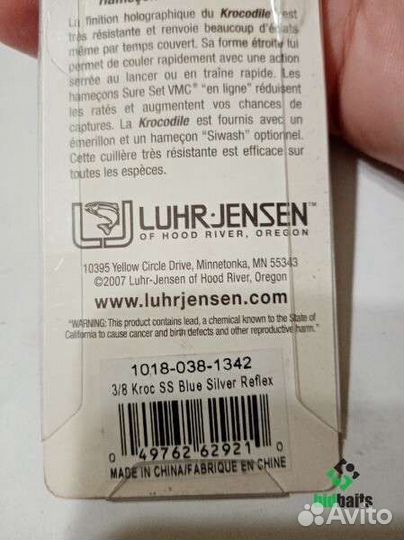 La finition holographique du Krocodile est
très résistante et renvoie beaucoup d'éclats
même par temps couvert. Sa forme étroite lui
permet de couler rapidement avec une action
serrée au lancer ou en traîne rapide. Les
hameçons Sure Set VMC® "en ligne" réduisent
les ratés et augmentent vos chances de
captures. La Krocodile est fournis avec un
émerillon et un hameçon "Siwash" optionnel.
Cette cuillère très résistante est efficace sur
toutes les espèces.
LJ LUHR·JENSEN™
OF HOOD RIVER, OREGON
10395 Yellow Circle Drive, Minnetonka, MN 55343
©2007 Luhr-Jensen of Hood River, Oregon
www.luhrjensen.com
"WARNING: This product contains lead, a chemical known to the State of
California to cause cancer and birth defects and other reproductive harm."
1018-038-1342
3/8 Kroc SS Blue Silver Reflex
0 49762 62921 0
MADE IN CHINA/FABRIQUE EN CHINE
bidbaits
Avito